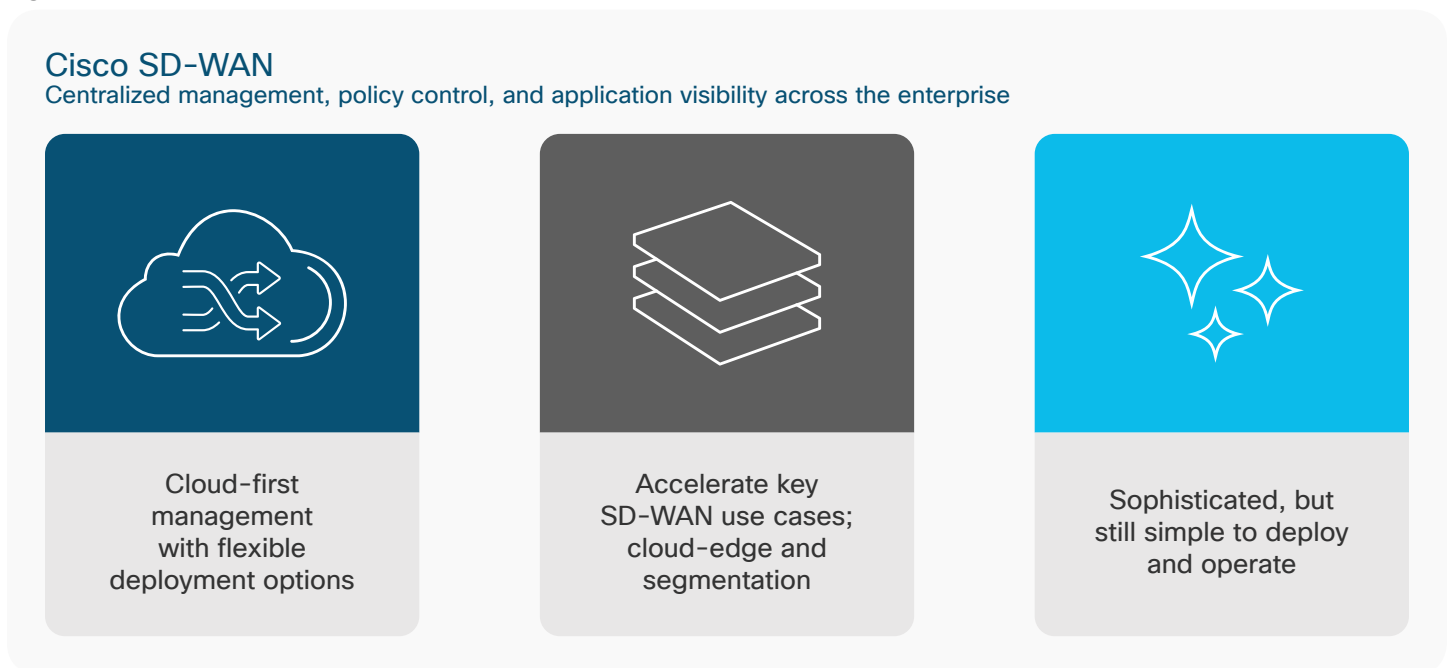 Cisco SD-WAN
Centralized management, policy control, and application visibility across the enterprise
Cloud-first
management
with flexible
deployment options
Accelerate key
SD-WAN use cases;
cloud-edge and
segmentation
Sophisticated, but
still simple to deploy
and operate